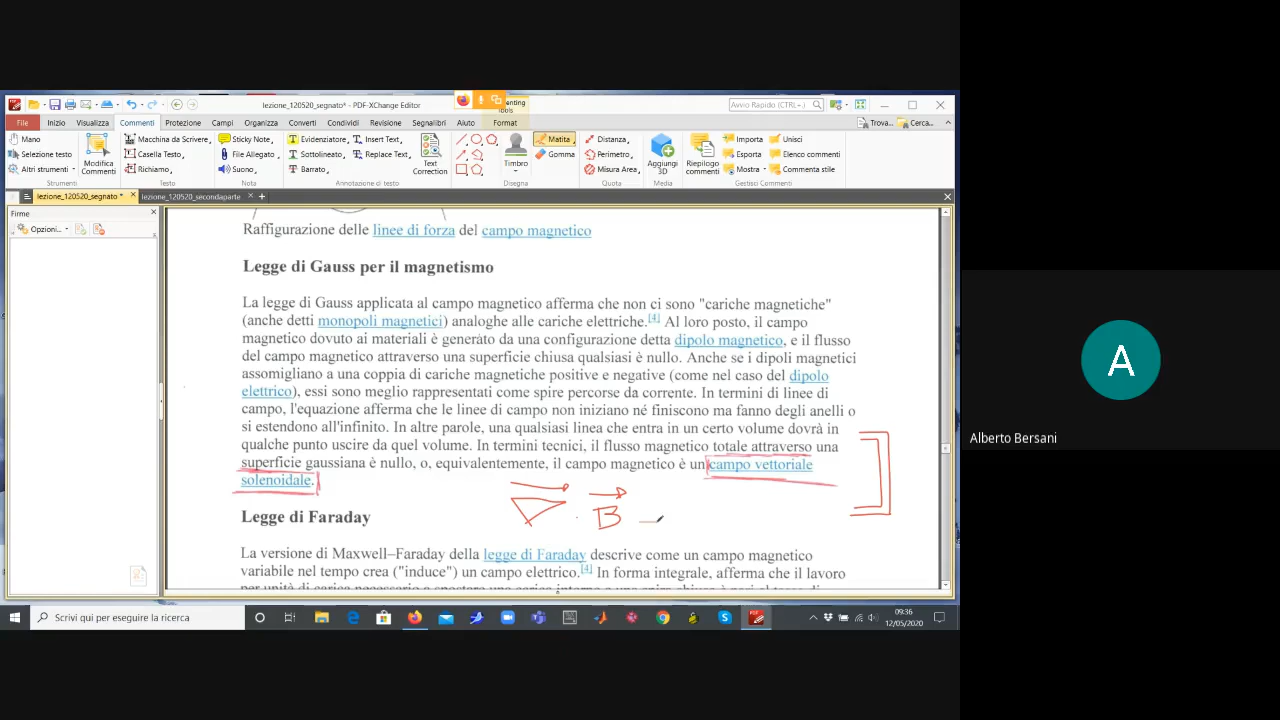 lezione_120520_segnato* - PDF-XChange Editor
Avvio Rapido (CTRL+.)
File Inizio Visualizza Commenti Protezione Campi Organizza Converti Condividi Revisione Segnalibri Aiuto Format Trova... Cerca...
Mano
Selezione testo
Altri strumenti
Strumenti
Modifica Commenti
Macchina da Scrivere
Casella Testo
Richiamo
Testo
Sticky Note
File Allegato
Suono
Nota
Evidenziatore
Sottolineato
Barrato
Insert Text
Replace Text
Text Correction
Annotazione di testo
Timbro
Matita
Gomma
Disegna
Distanza
Perimetro
Misura Area
Quota
Aggiungi 3D
Media
Riepilogo commenti
Importa
Esporta
Mostra
Unisci
Elenco commenti
Commenta stile
Gestisci Commenti
lezione_120520_segnato * lezione_120520_secondaparte
Firme
Opzioni...
Raffigurazione delle linee di forza del campo magnetico
Legge di Gauss per il magnetismo
La legge di Gauss applicata al campo magnetico afferma che non ci sono "cariche magnetiche"
(anche detti monopoli magnetici) analoghe alle cariche elettriche.[4] Al loro posto, il campo
magnetico dovuto ai materiali è generato da una configurazione detta dipolo magnetico, e il flusso
del campo magnetico attraverso una superficie chiusa qualsiasi è nullo. Anche se i dipoli magnetici
assomigliano a una coppia di cariche magnetiche positive e negative (come nel caso del dipolo
elettrico), essi sono meglio rappresentati come spire percorse da corrente. In termini di linee di
campo, l'equazione afferma che le linee di campo non iniziano né finiscono ma fanno degli anelli o
si estendono all'infinito. In altre parole, una qualsiasi linea che entra in un certo volume dovrà in
qualche punto uscire da quel volume. In termini tecnici, il flusso magnetico totale attraverso una
superficie gaussiana è nullo, o, equivalentemente, il campo magnetico è un campo vettoriale
solenoidale.
∇ · B
Legge di Faraday
La versione di Maxwell–Faraday della legge di Faraday descrive come un campo magnetico
variabile nel tempo crea ("induce") un campo elettrico.[4] In forma integrale, afferma che il lavoro
A
Alberto Bersani
Scrivi qui per eseguire la ricerca
09:36
12/05/2020